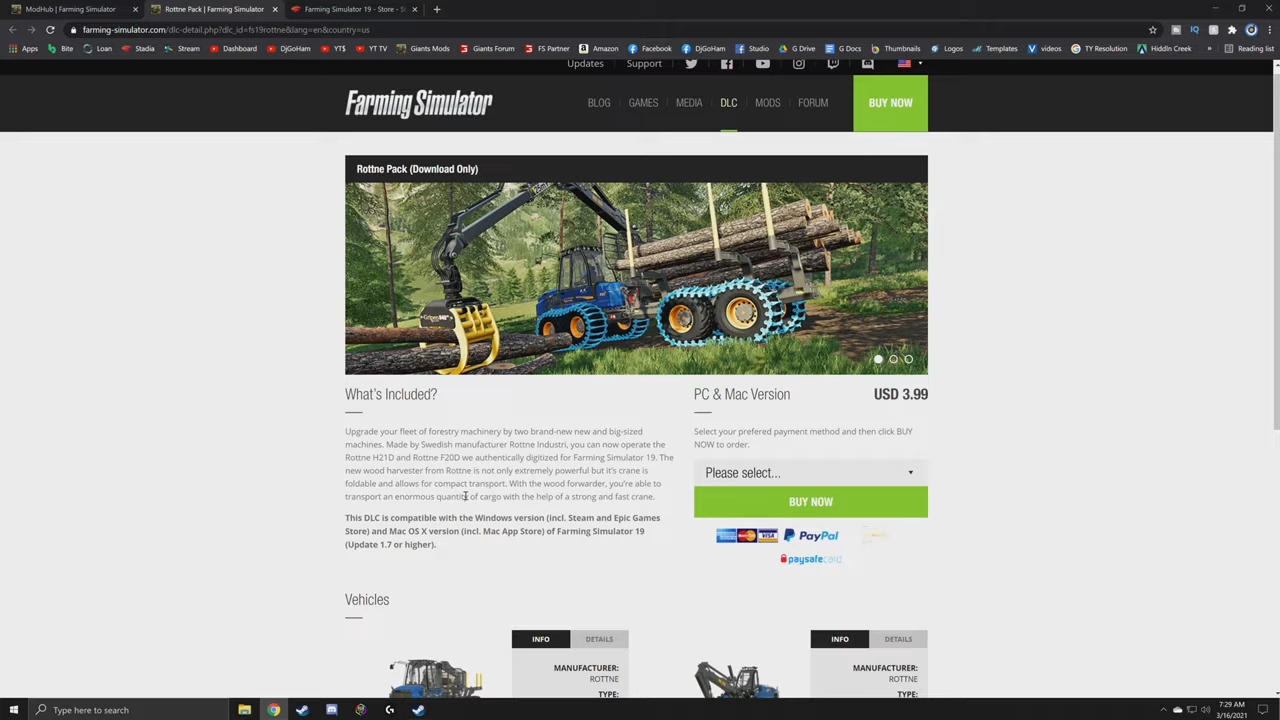 ModHub | Farming Simulator
Rottne Pack | Farming Simulator
Farming Simulator 19 - Store - S
farming-simulator.com/dlc-detail.php?dlc_id=fs19rottne&lang=en&country=us
Apps Bite Loan Stadia Stream Dashboard DjGoHam YT YT TV Giants Mods Giants Forum FS Partner Amazon Facebook DjGoHam Studio G Drive G Docs Thumbnails Logos Templates videos TY Resolution Hiddin Creek » Reading list
Updates Support
Farming Simulator
BLOG GAMES MEDIA DLC MODS FORUM BUY NOW
Rottne Pack (Download Only)
What's Included?
Upgrade your fleet of forestry machinery by two brand-new new and big-sized
machines. Made by Swedish manufacturer Rottne Industri, you can now operate the
Rottne H21D and Rottne F20D we authentically digitized for Farming Simulator 19. The
new wood harvester from Rottne is not only extremely powerful but it's crane is
foldable and allows for compact transport. With the wood forwarder, you're able to
transport an enormous quantity of cargo with the help of a strong and fast crane.
This DLC is compatible with the Windows version (incl. Steam and Epic Games
Store) and Mac OS X version (incl. Mac App Store) of Farming Simulator 19
(Update 1.7 or higher).
PC & Mac Version USD 3.99
Select your prefered payment method and then click BUY
NOW to order.
Please select...
BUY NOW
VISA PayPal
paysafecard
Vehicles
INFO DETAILS
MANUFACTURER:
ROTTNE
TYPE:
INFO DETAILS
MANUFACTURER:
ROTTNE
TYPE:
Type here to search
7:29 AM
3/16/2021